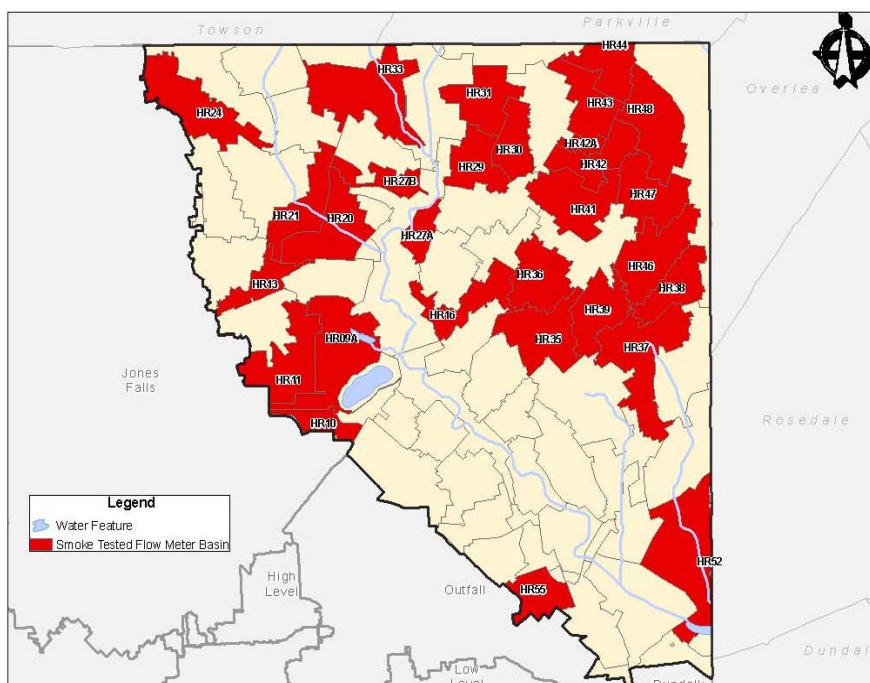 Towson
Parkville
HR44
HR33
Overlea
HR31
HR24
HR43
HR48
HR42A
HR30
HR29
HR42
HR27B
HR47
HR41
HR21
HR20
HR27A
HR36
HR46
HR13
HR38
HR16
HR39
HR09A
HR35
HR37
Jones
Falls
HR11
HR10
Rosedale
Legend
Water Feature
Smoke Tested Flow Meter Basin
HR52
High
Level
Outfall
HR55
Dundalk
Low
Level
Dundalk